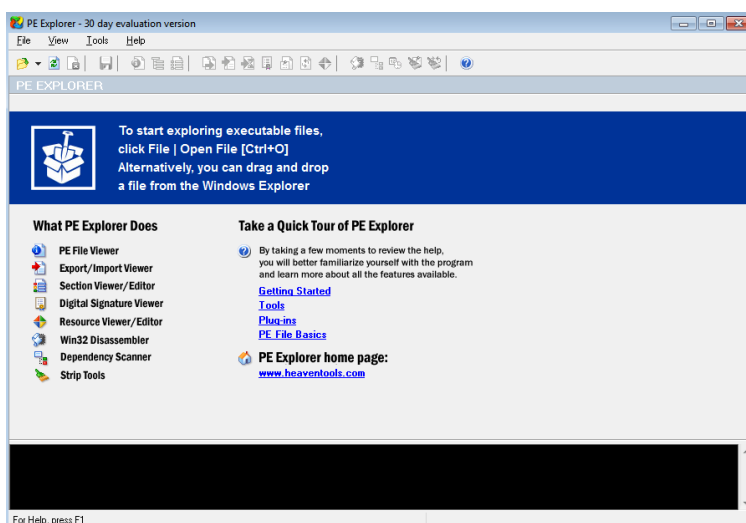 PE Explorer - 30 day evaluation version
File View Tools Help
PE EXPLORER
To start exploring executable files,
click File | Open File [Ctrl+O]
Alternatively, you can drag and drop
a file from the Windows Explorer
What PE Explorer Does
PE File Viewer
Export/Import Viewer
Section Viewer/Editor
Digital Signature Viewer
Resource Viewer/Editor
Win32 Disassembler
Dependency Scanner
Strip Tools
Take a Quick Tour of PE Explorer
By taking a few moments to review the help,
you will better familiarize yourself with the program
and learn more about all the features available.
Getting Started
Tools
Plug-ins
PE File Basics
PE Explorer home page:
www.heaventools.com
For Help, press F1